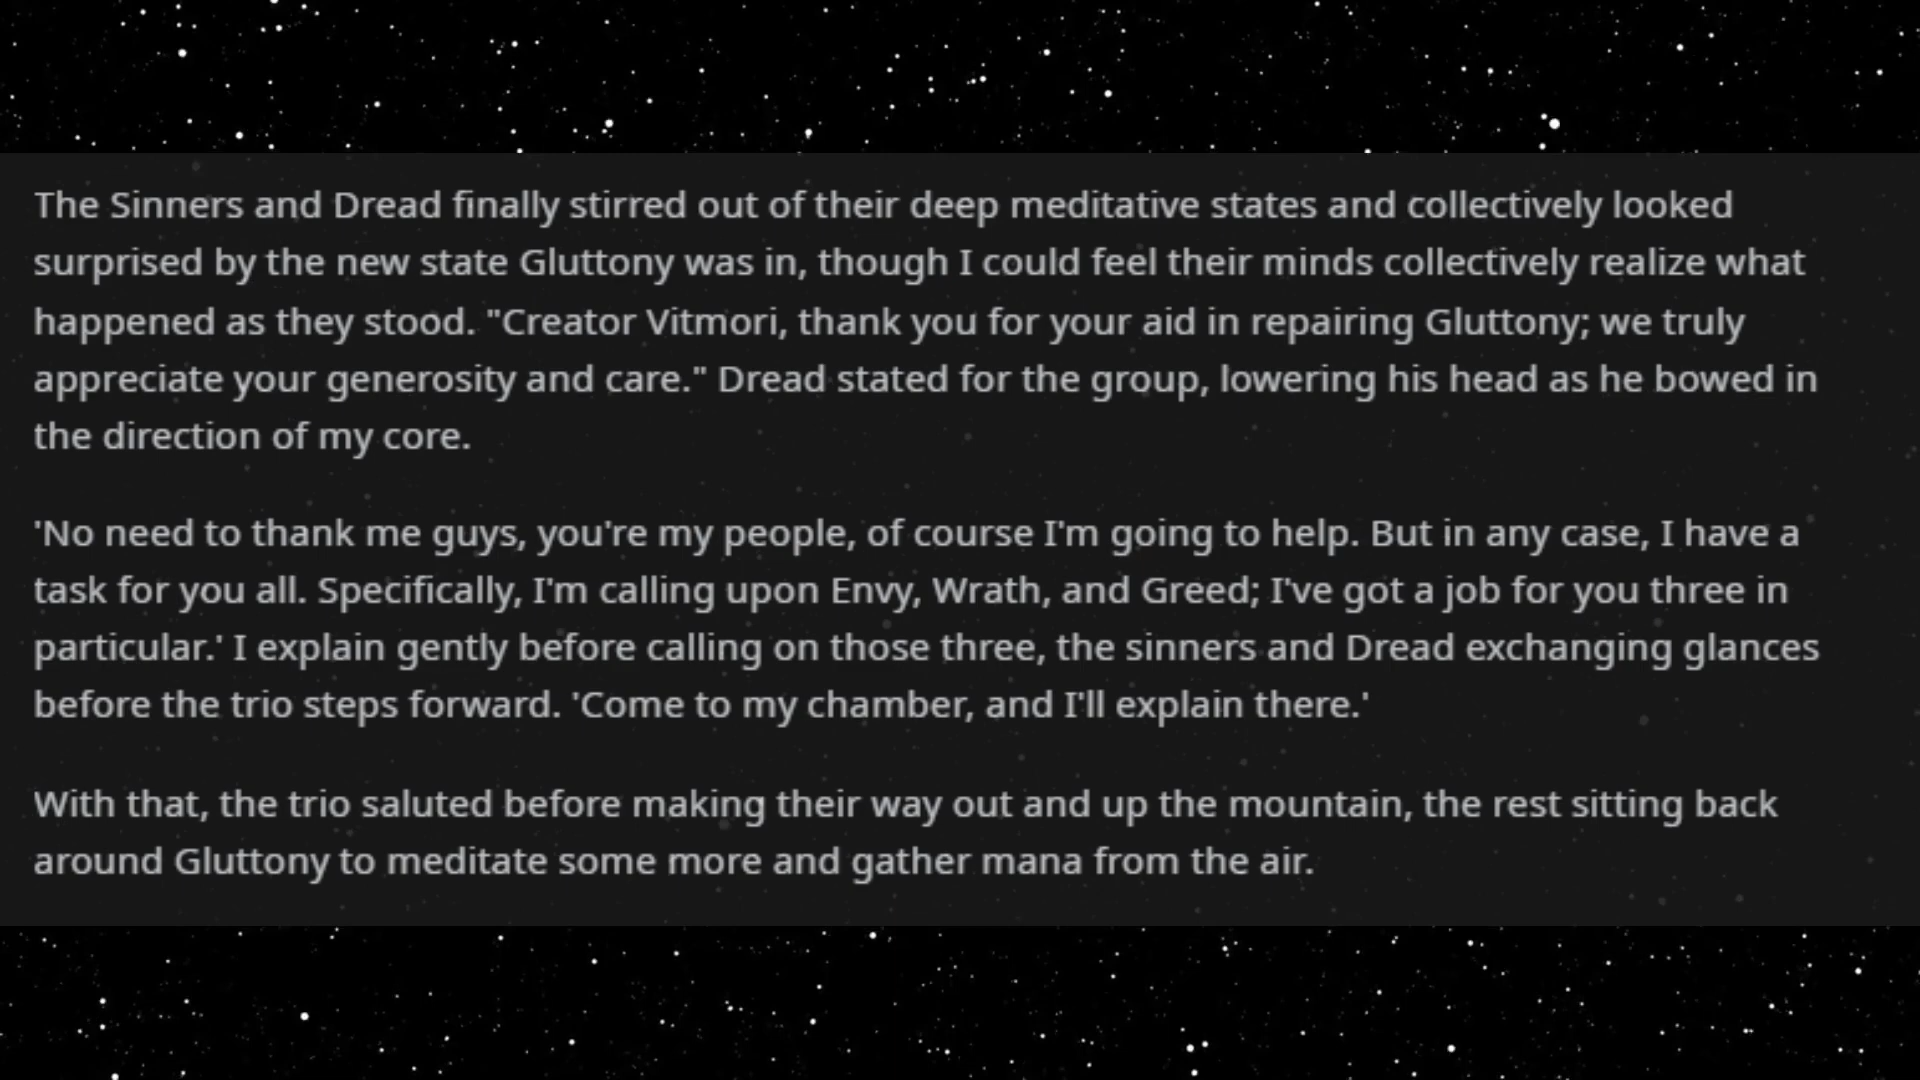 The Sinners and Dread finally stirred out of their deep meditative states and collectively looked
surprised by the new state Gluttony was in, though I could feel their minds collectively realize what
happened as they stood. "Creator Vitmori, thank you for your aid in repairing Gluttony; we truly
appreciate your generosity and care." Dread stated for the group, lowering his head as he bowed in
the direction of my core.
'No need to thank me guys, you're my people, of course I'm going to help. But in any case, I have a
task for you all. Specifically, I'm calling upon Envy, Wrath, and Greed; I've got a job for you three in
particular.' I explain gently before calling on those three, the sinners and Dread exchanging glances
before the trio steps forward. 'Come to my chamber, and I'll explain there.'
With that, the trio saluted before making their way out and up the mountain, the rest sitting back
around Gluttony to meditate some more and gather mana from the air.